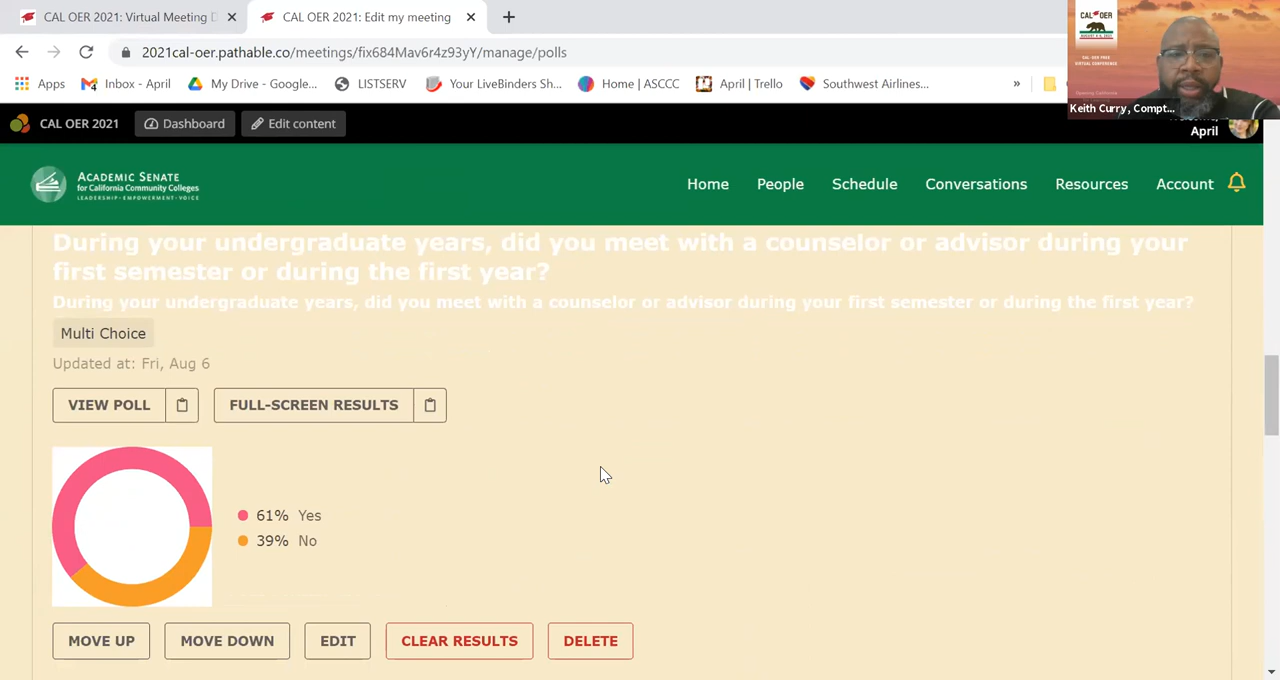 CAL OER 2021: Virtual Meeting D
CAL OER 2021: Edit my meeting
2021cal-oer.pathable.co/meetings/fix684Mav6r4z93yY/manage/polls
Apps
Inbox - April
My Drive - Google...
LISTSERV
Your LiveBinders Sh...
Home | ASCCC
April | Trello
Southwest Airlines...
»
CAL OER
Keith Curry, Compt...
CAL OER 2021
Dashboard
Edit content
April
ACADEMIC SENATE
for California Community Colleges
LEADERSHIP • EMPOWERMENT • VOICE
Home
People
Schedule
Conversations
Resources
Account
During your undergraduate years, did you meet with a counselor or advisor during your
first semester or during the first year?
During your undergraduate years, did you meet with a counselor or advisor during your first semester or during the first year?
Multi Choice
Updated at: Fri, Aug 6
VIEW POLL
FULL-SCREEN RESULTS
61% Yes
39% No
MOVE UP
MOVE DOWN
EDIT
CLEAR RESULTS
DELETE